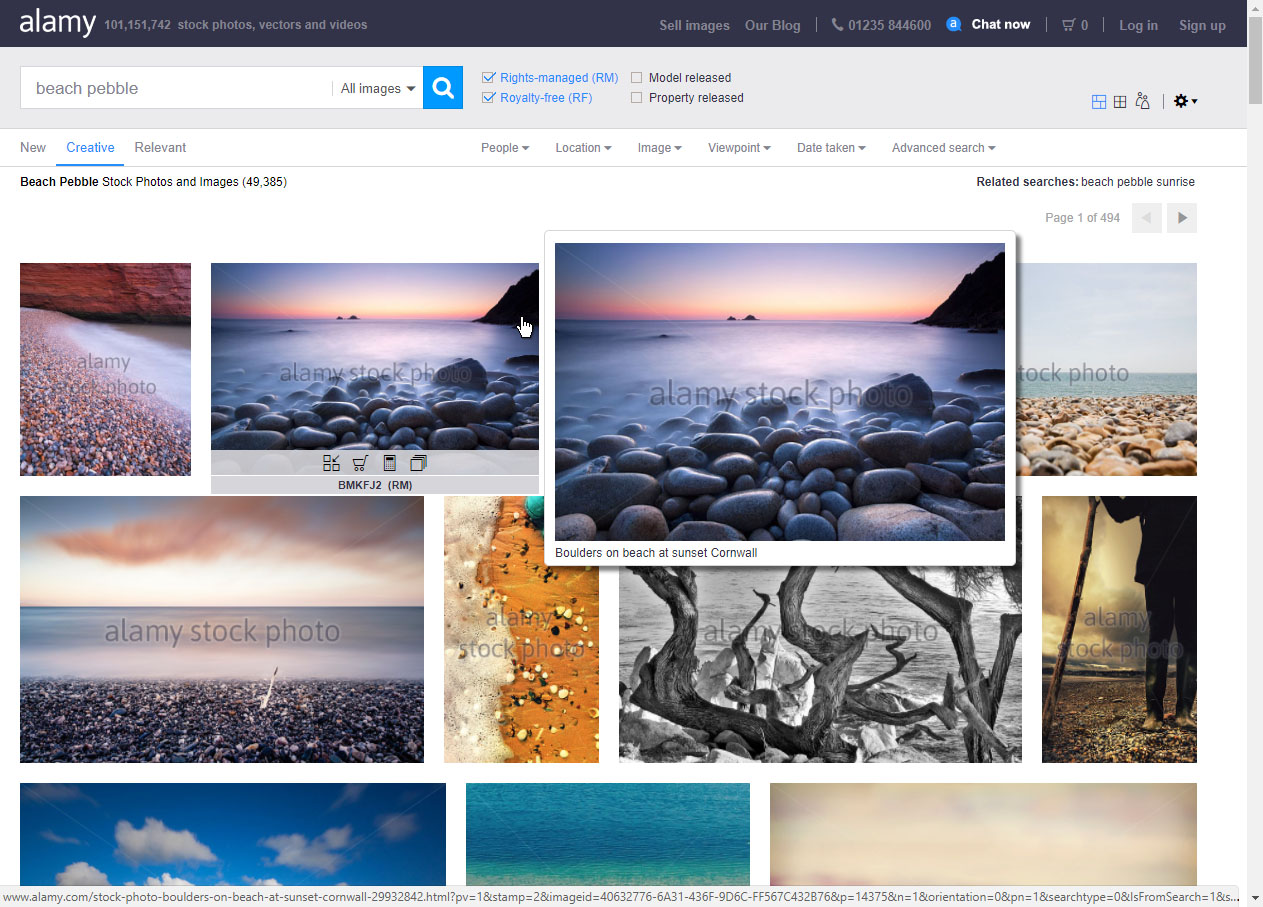 alamy 101,151,742 stock photos, vectors and videos Sell images Our Blog 01235 844600 a Chat now 0 Log in Sign up
beach pebble All images
Rights-managed (RM) Model released
Royalty-free (RF) Property released
New Creative Relevant People Location Image Viewpoint Date taken Advanced search
Beach Pebble Stock Photos and Images (49,385) Related searches: beach pebble sunrise
Page 1 of 494
alamy
stock photo
alamy stock photo
alamy stock photo
tock photo
BMKFJ2 (RM)
Boulders on beach at sunset Cornwall
alamy stock photo
alamy
stock photo
alamy stock photo
alamy
stock photo
www.alamy.com/stock-photo-boulders-on-beach-at-sunset-cornwall-29932842.html?pv=1&stamp=2&imageid=40632776-6A31-436F-9D6C-FF567C432B76&p=14375&n=1&orientation=0&pn=1&searchtype=0&IsFromSearch=1&s...